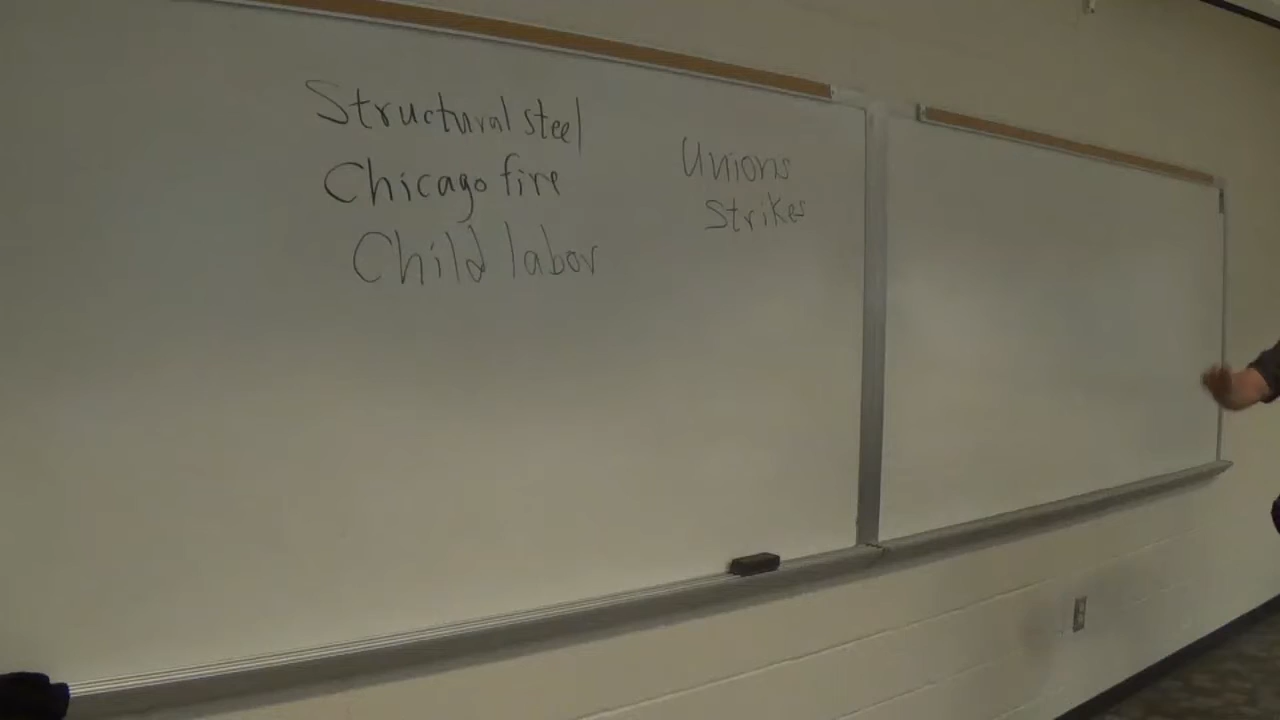 Structural steel
Chicago fire
Child labor
Unions
Strikes